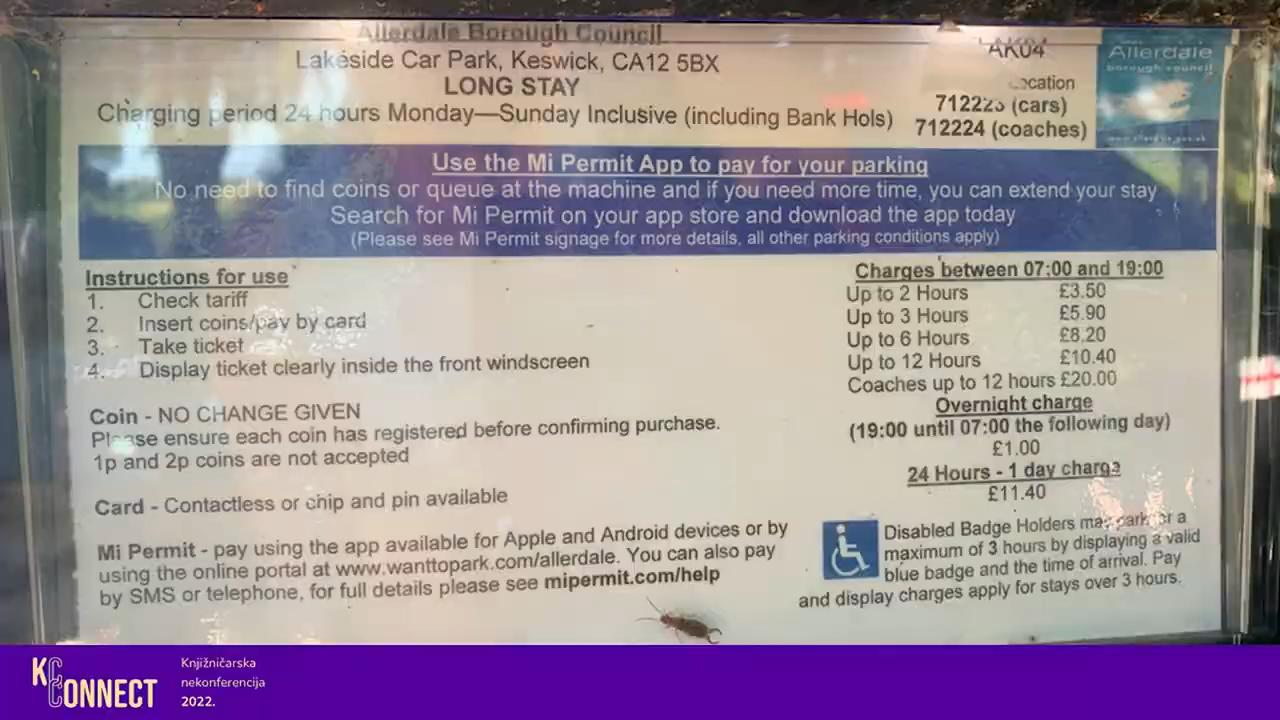 Allerdale Borough Council
Lakeside Car Park, Keswick, CA12 5BX
LONG STAY
Charging period 24 hours Monday—Sunday Inclusive (including Bank Hols)
AK04
712223 (cars)
712224 (coaches)
Allerdale
borough council
Use the Mi Permit App to pay for your parking
No need to find coins or queue at the machine and if you need more time, you can extend your stay
Search for Mi Permit on your app store and download the app today
(Please see Mi Permit signage for more details, all other parking conditions apply)
Instructions for use
1. Check tariff
2. Insert coins/pay by card
3. Take ticket
4. Display ticket clearly inside the front windscreen
Coin - NO CHANGE GIVEN
Please ensure each coin has registered before confirming purchase.
1p and 2p coins are not accepted
Card - Contactless or chip and pin available
Mi Permit - pay using the app available for Apple and Android devices or by
using the online portal at www.wanttopark.com/allerdale. You can also pay
by SMS or telephone, for full details please see mipermit.com/help
Charges between 07:00 and 19:00
Up to 2 Hours £3.50
Up to 3 Hours £5.90
Up to 6 Hours £8.20
Up to 12 Hours £10.40
Coaches up to 12 hours £20.00
Overnight charge
(19:00 until 07:00 the following day)
£1.00
24 Hours - 1 day charge
£11.40
Disabled Badge Holders may park for a
maximum of 3 hours by displaying a valid
blue badge and the time of arrival. Pay
and display charges apply for stays over 3 hours.
KCCONNECT
Knjižničarska
nekonferencija
2022.